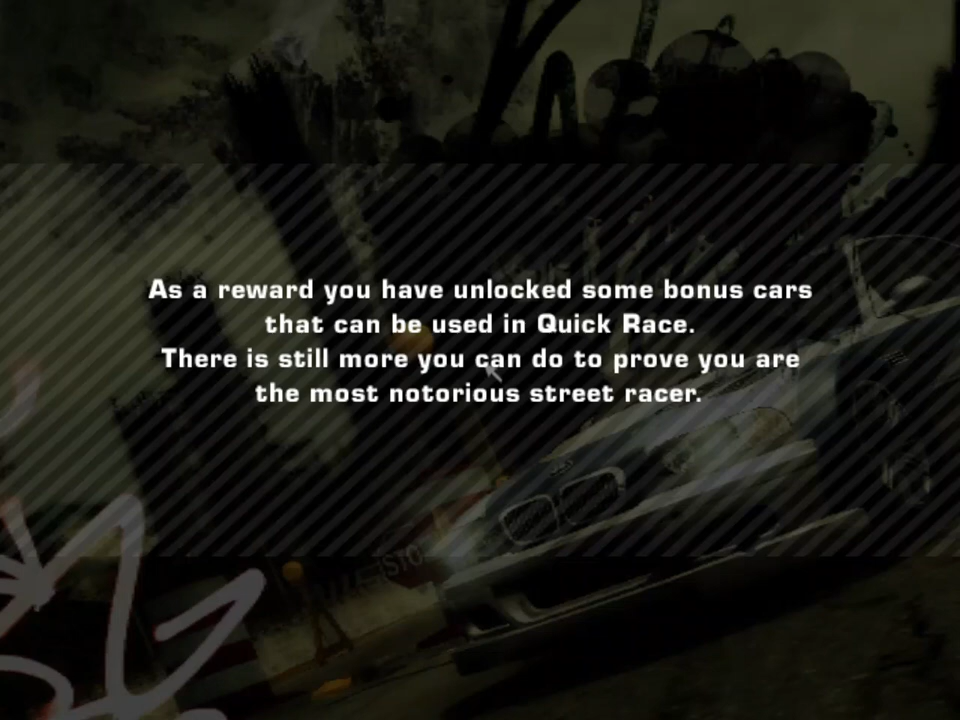 As a reward you have unlocked some bonus cars
that can be used in Quick Race.
There is still more you can do to prove you are
the most notorious street racer.